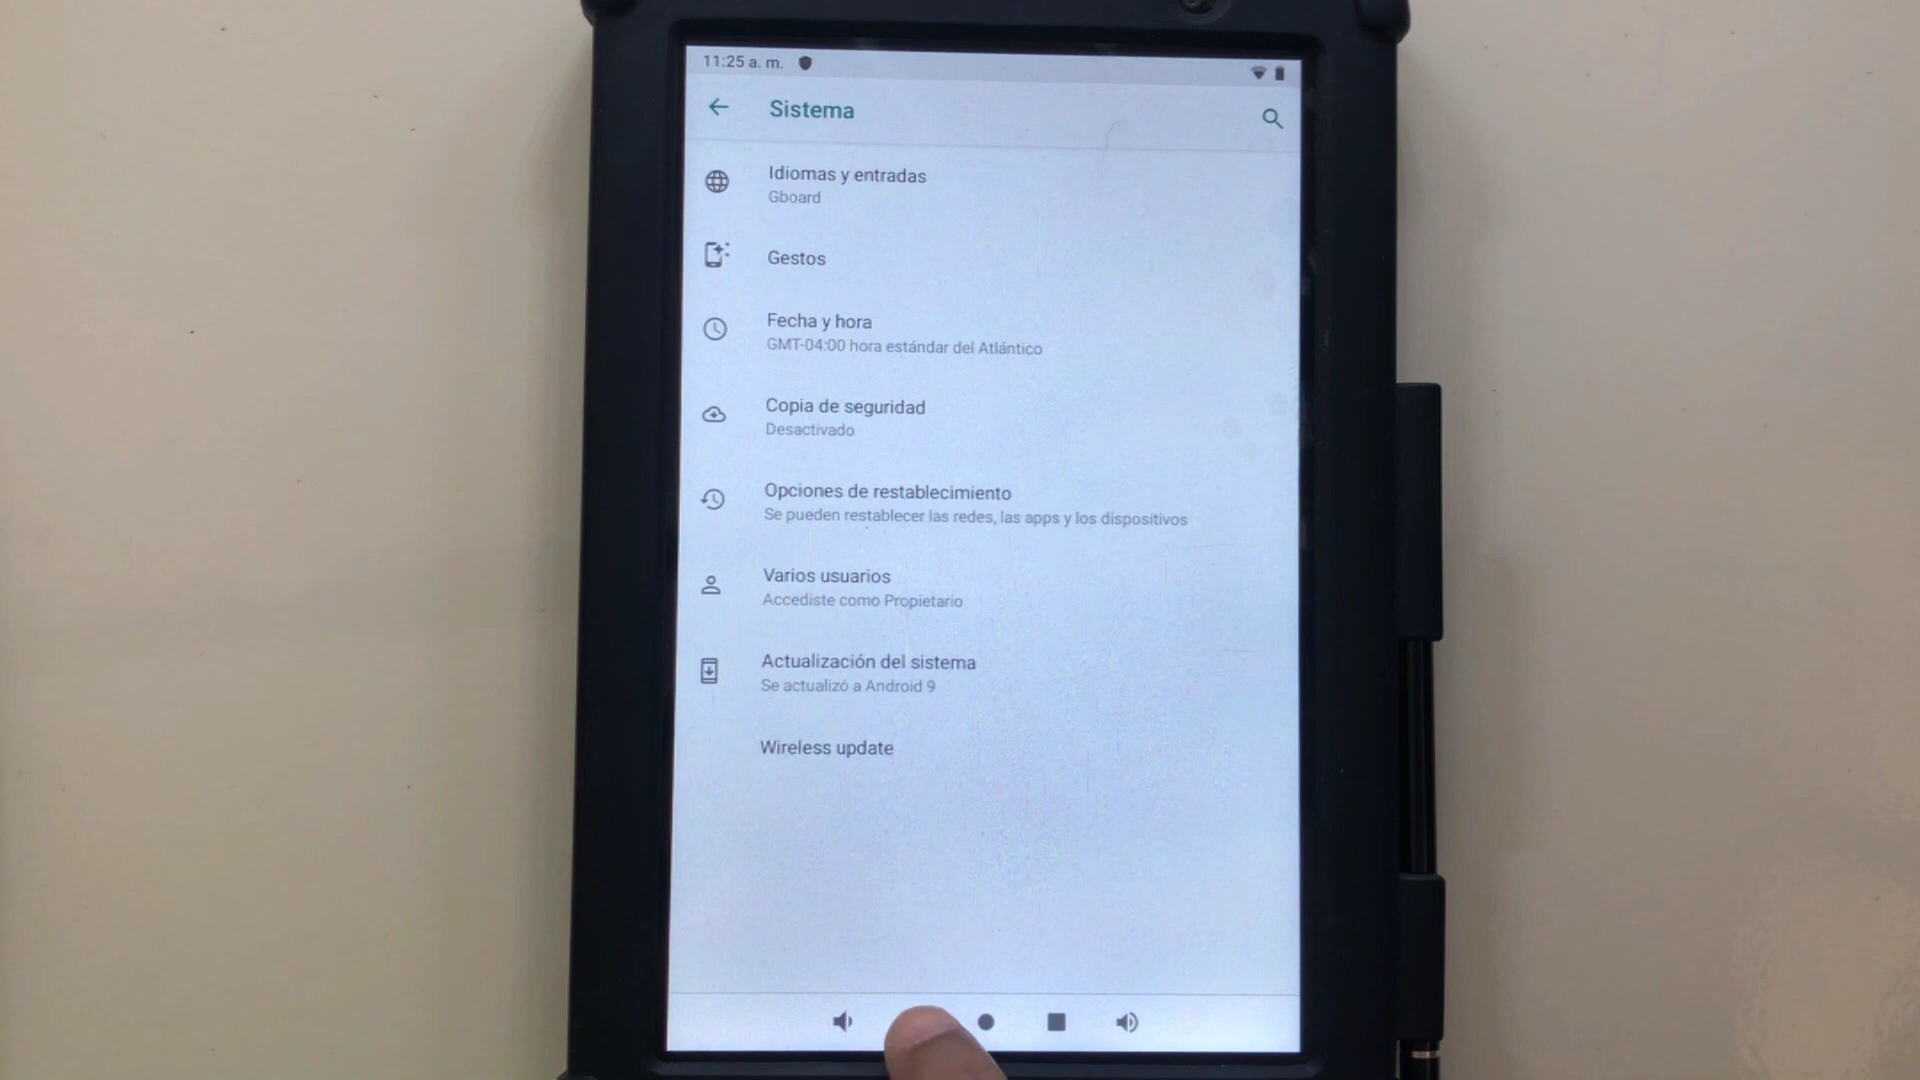 11:25 a. m.
Sistema
Idiomas y entradas
Gboard
Gestos
Fecha y hora
GMT-04:00 hora estándar del Atlántico
Copia de seguridad
Desactivado
Opciones de restablecimiento
Se pueden restablecer las redes, las apps y los dispositivos
Varios usuarios
Accediste como Propietario
Actualización del sistema
Se actualizó a Android 9
Wireless update